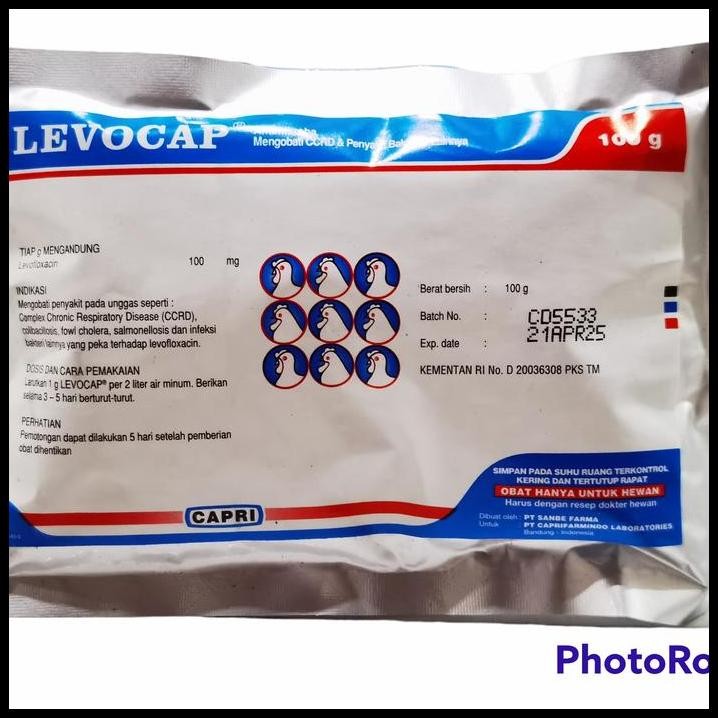 LEVOCAP®
Mengobati CCRD &
100 g
TIAP g MENGANDUNG
Levofloxacin 100 mg
INDIKASI
Mengobati penyakit pada unggas seperti :
Complex Chronic Respiratory Disease (CCRD),
colibacillosis, fowl cholera, salmonellosis dan infeksi
bakteri lainnya yang peka terhadap levofloxacin.
DOSIS DAN CARA PEMAKAIAN
Larutkan 1 g LEVOCAP® per 2 liter air minum. Berikan
selama 3 – 5 hari berturut-turut.
PERHATIAN
Pemotongan dapat dilakukan 5 hari setelah pemberian
obat dihentikan
Berat bersih : 100 g
Batch No. : CD5533
Exp. date : 21APR25
KEMENTAN RI No. D 20036308 PKS TM
CAPRI
SIMPAN PADA SUHU RUANG TERKONTROL
KERING DAN TERTUTUP RAPAT
OBAT HANYA UNTUK HEWAN
Harus dengan resep dokter hewan
Dibuat oleh : PT SANBE FARMA
Untuk : PT CAPRIFARMINDO LABORATORIES
Bandung - Indonesia
PhotoRo